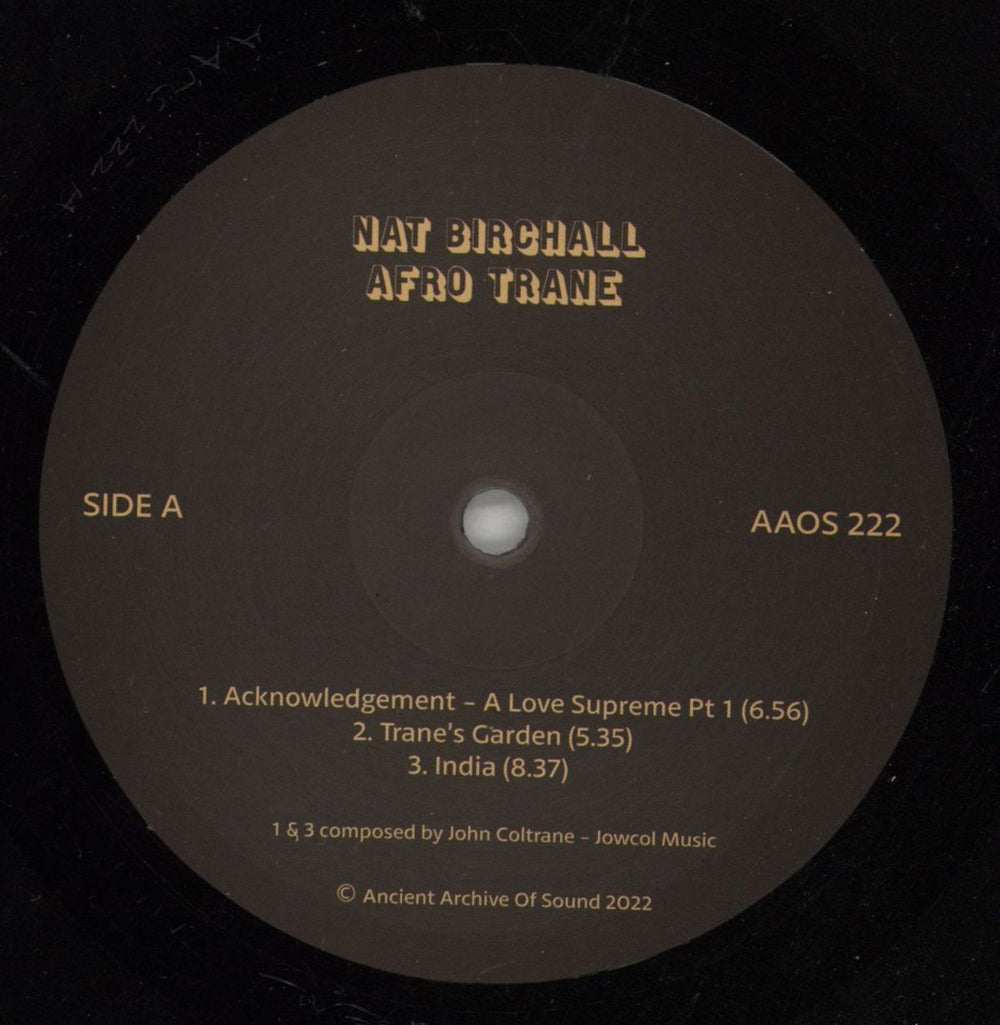 NAT BIRCHALL
AFRO TRANE
SIDE A
AAOS 222
1. Acknowledgement – A Love Supreme Pt 1 (6.56)
2. Trane's Garden (5.35)
3. India (8.37)
1 & 3 composed by John Coltrane – Jowcol Music
© Ancient Archive Of Sound 2022